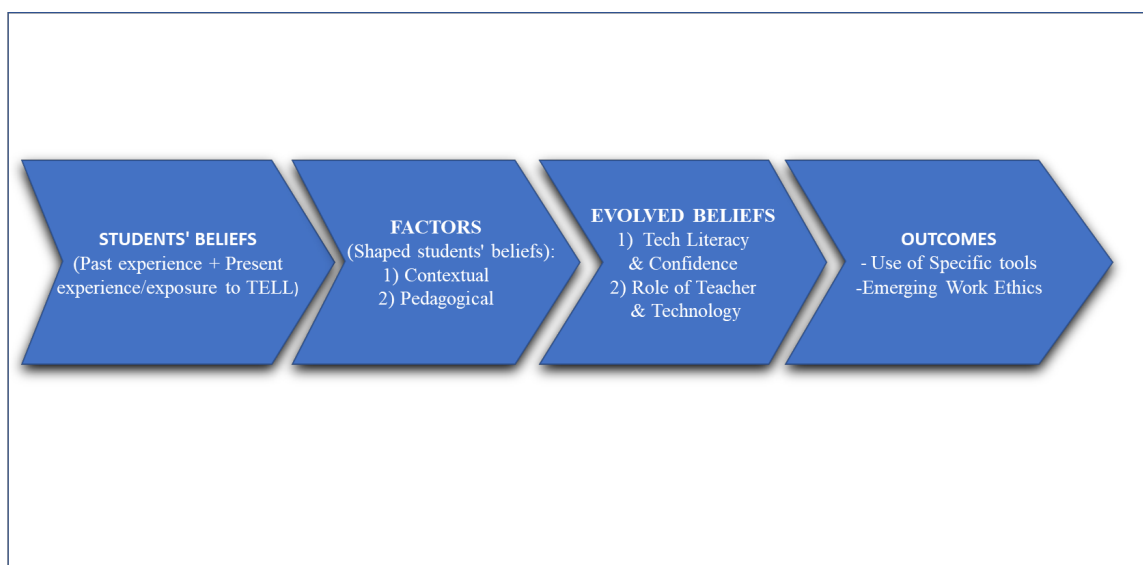 STUDENTS' BELIEFS
(Past experience + Present
experience/exposure to TELL)
FACTORS
(Shaped students' beliefs):
1) Contextual
2) Pedagogical
EVOLVED BELIEFS
1) Tech Literacy
& Confidence
2) Role of Teacher
& Technology
OUTCOMES
- Use of Specific tools
-Emerging Work Ethics